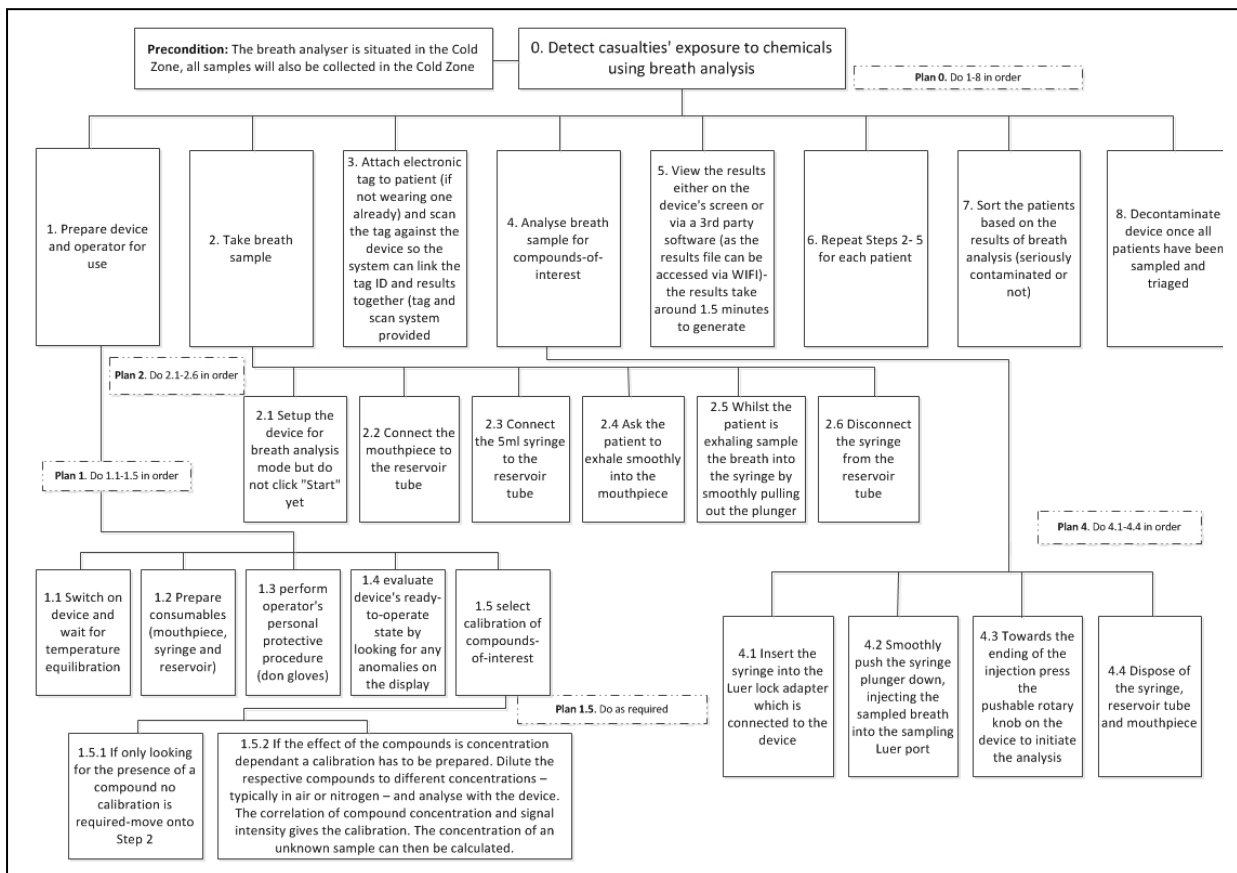 Precondition: The breath analyser is situated in the Cold
Zone, all samples will also be collected in the Cold Zone
0. Detect casualties' exposure to chemicals
using breath analysis
Plan 0. Do 1-8 in order
1. Prepare device
and operator for
use
2. Take breath
sample
3. Attach electronic
tag to patient (if
not wearing one
already) and scan
the tag against the
device so the
system can link the
tag ID and results
together (tag and
scan system
provided
4. Analyse breath
sample for
compounds-of-
interest
5. View the results
either on the
device's screen or
via a 3rd party
software (as the
results file can be
accessed via WIFI)-
the results take
around 1.5 minutes
to generate
6. Repeat Steps 2- 5
for each patient
7. Sort the patients
based on the
results of breath
analysis (seriously
contaminated or
not)
8. Decontaminate
device once all
patients have been
sampled and
triaged
Plan 2. Do 2.1-2.6 in order
2.1 Setup the
device for
breath analysis
mode but do
not click "Start"
yet
2.2 Connect the
mouthpiece to
the reservoir
tube
2.3 Connect
the 5ml syringe
to the
reservoir tube
2.4 Ask the
patient to
exhale smoothly
into the
mouthpiece
2.5 Whilst the
patient is
exhaling sample
the breath into
the syringe by
smoothly pulling
out the plunger
2.6 Disconnect
the syringe
from the
reservoir tube
Plan 1. Do 1.1-1.5 in order
Plan 4. Do 4.1-4.4 in order
1.1 Switch on
device and
wait for
temperature
equilibration
1.2 Prepare
consumables
(mouthpiece,
syringe and
reservoir)
1.3 perform
operator's
personal
protective
procedure
(don gloves)
1.4 evaluate
device's ready-
to-operate
state by
looking for any
anomalies on
the display
1.5 select
calibration of
compounds-
of-interest
4.1 Insert the
syringe into the
Luer lock adapter
which is
connected to the
device
4.2 Smoothly
push the syringe
plunger down,
injecting the
sampled breath
into the sampling
Luer port
4.3 Towards the
ending of the
injection press
the
pushable rotary
knob on the
device to initiate
the analysis
4.4 Dispose of
the syringe,
reservoir tube
and mouthpiece
Plan 1.5. Do as required
1.5.1 If only looking
for the presence of a
compound no
calibration is
required-move onto
Step 2
1.5.2 If the effect of the compounds is concentration
dependant a calibration has to be prepared. Dilute the
respective compounds to different concentrations –
typically in air or nitrogen – and analyse with the device.
The correlation of compound concentration and signal
intensity gives the calibration. The concentration of an
unknown sample can then be calculated.